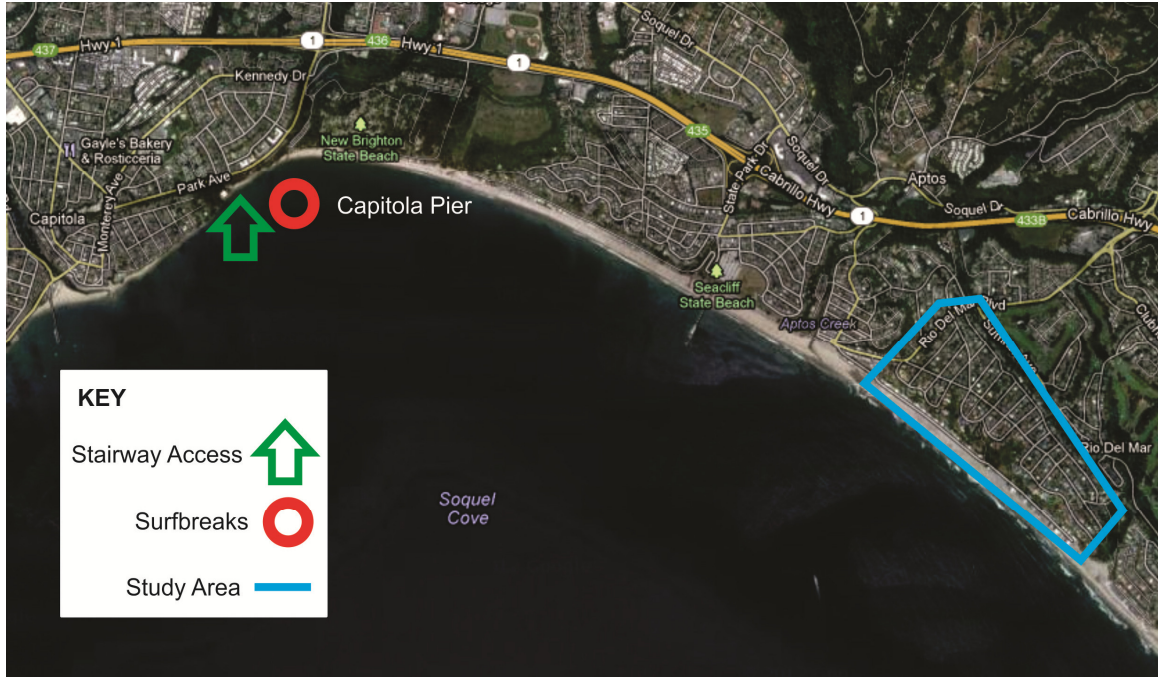 437
Hwy 1
1
436
Hwy 1
1
Soquel Dr
Kennedy Dr
Gayle's Bakery
& Rosticceria
New Brighton
State Beach
435
Park Ave
Monterey Ave
Capitola
Capitola Pier
State Park Dr
Soquel Dr
Cabrillo Hwy
Aptos
1
Soquel Dr
433B
Cabrillo Hwy
Seacliff
State Beach
Aptos Creek
Rio Del Mar Blvd
Rio Del Mar
Soquel
Cove
KEY
Stairway Access
Surfbreaks
Study Area